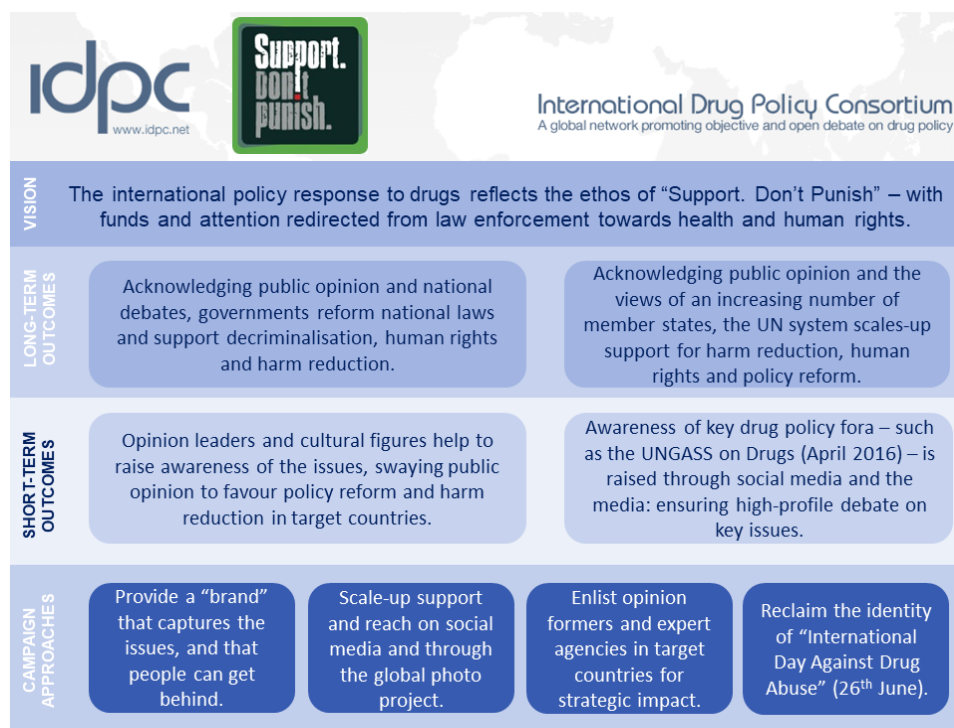 idpc
www.idpc.net
Support.
Don't
punish.
International Drug Policy Consortium
A global network promoting objective and open debate on drug policy
VISION
The international policy response to drugs reflects the ethos of “Support. Don’t Punish” – with
funds and attention redirected from law enforcement towards health and human rights.
LONG-TERM
OUTCOMES
Acknowledging public opinion and national
debates, governments reform national laws
and support decriminalisation, human rights
and harm reduction.
Acknowledging public opinion and the
views of an increasing number of
member states, the UN system scales-up
support for harm reduction, human
rights and policy reform.
SHORT-TERM
OUTCOMES
Opinion leaders and cultural figures help to
raise awareness of the issues, swaying public
opinion to favour policy reform and harm
reduction in target countries.
Awareness of key drug policy fora – such
as the UNGASS on Drugs (April 2016) – is
raised through social media and the
media: ensuring high-profile debate on
key issues.
CAMPAIGN
APPROACHES
Provide a “brand”
that captures the
issues, and that
people can get
behind.
Scale-up support
and reach on social
media and through
the global photo
project.
Enlist opinion
formers and expert
agencies in target
countries for
strategic impact.
Reclaim the identity
of “International
Day Against Drug
Abuse” (26th June).